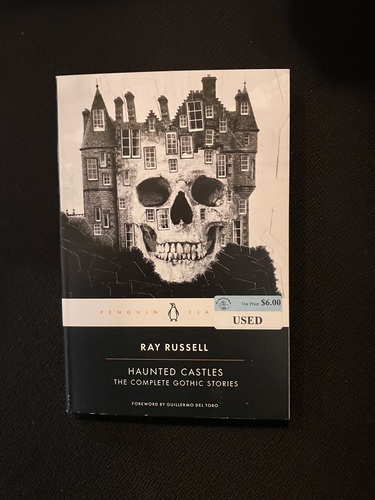 PENGUIN CLA
Our Price $6.00
USED
RAY RUSSELL
HAUNTED CASTLES
THE COMPLETE GOTHIC STORIES
FOREWORD BY GUILLERMO DEL TORO